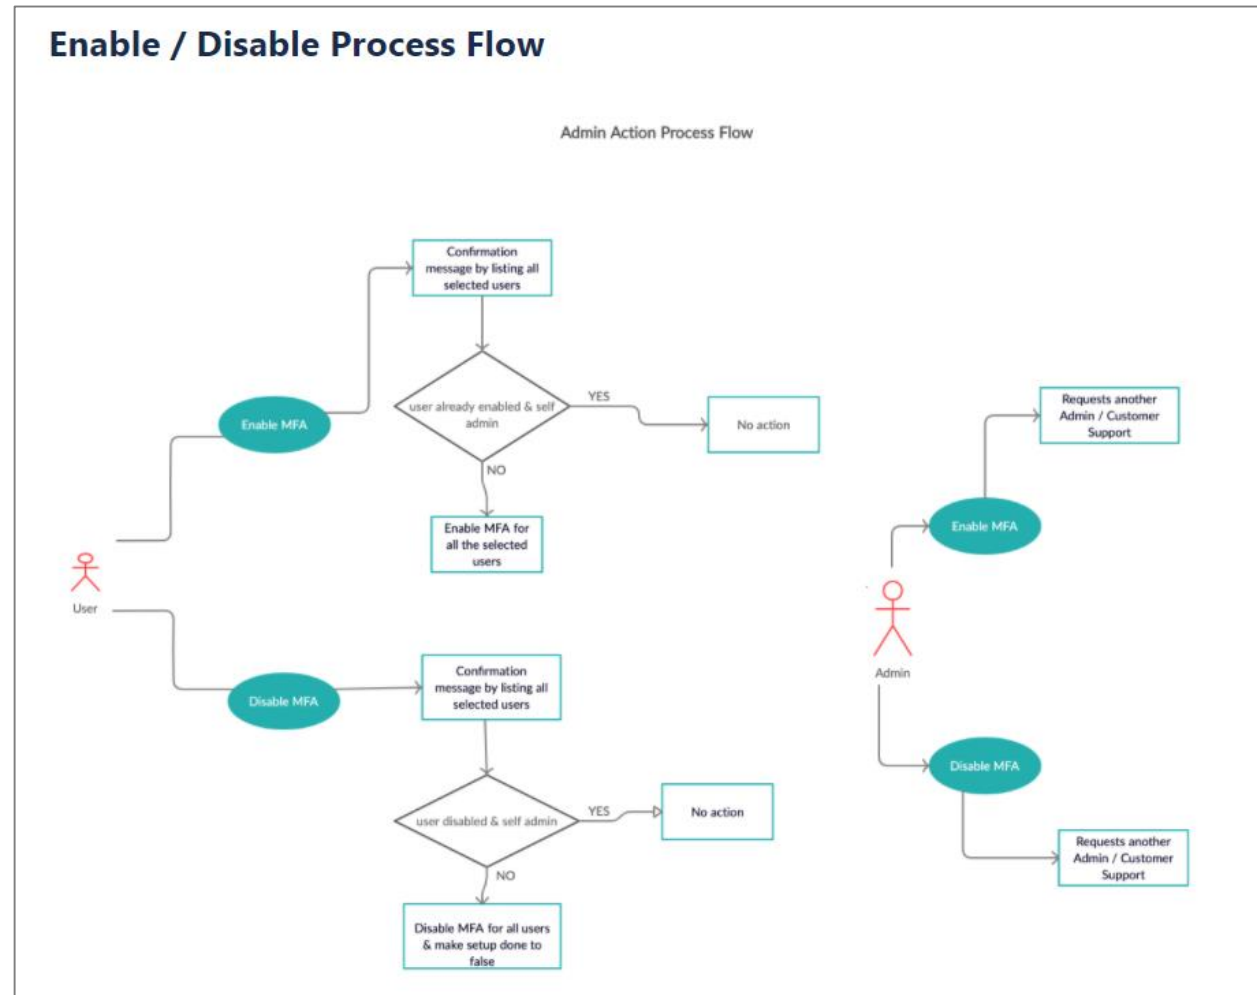 Enable / Disable Process Flow
Admin Action Process Flow
Confirmation
message by listing all
selected users
user already enabled & self
admin
YES
No action
NO
Enable MFA
Enable MFA for
all the selected
users
User
Disable MFA
Confirmation
message by listing all
selected users
user disabled & self admin
YES
No action
NO
Disable MFA for all users
& make setup done to
false
Requests another
Admin / Customer
Support
Enable MFA
Admin
Disable MFA
Requests another
Admin / Customer
Support